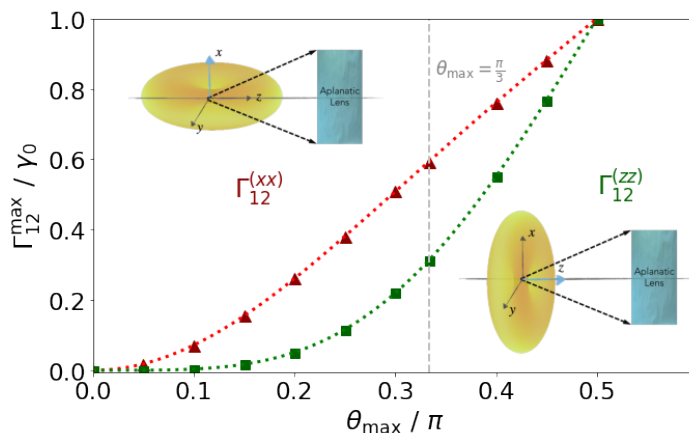 1.0
0.8
0.6
0.4
0.2
0.0
Γ₁₂ᵐᵃˣ / γ₀
0.0 0.1 0.2 0.3 0.4 0.5
θmax / π
θmax = π/3
Γ₁₂⁽ˣˣ⁾
Γ₁₂⁽ᶻᶻ⁾
x
z
y
Aplanatic
Lens
x
z
y
Aplanatic
Lens